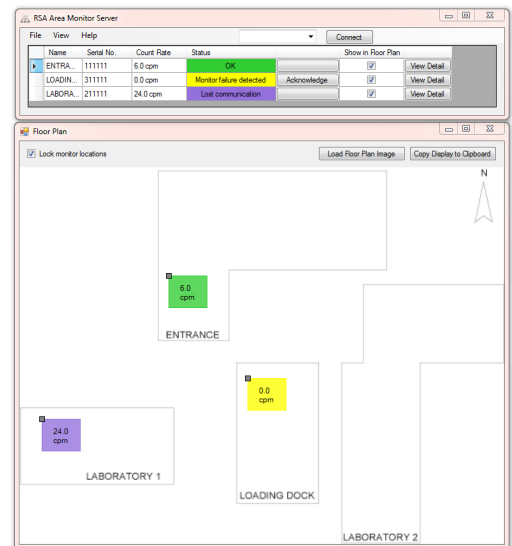 RSA Area Monitor Server
File View Help Connect
Name Serial No. Count Rate Status Show in Floor Plan
ENTRA... 111111 6.0 cpm OK View Detail
LOADIN... 311111 0.0 cpm Monitor failure detected Acknowledge View Detail
LABORA... 211111 24.0 cpm Lost communication View Detail
Floor Plan
Lock monitor locations Load Floor Plan Image Copy Display to Clipboard
N
6.0
cpm
ENTRANCE
0.0
cpm
24.0
cpm
LABORATORY 1
LOADING DOCK
LABORATORY 2